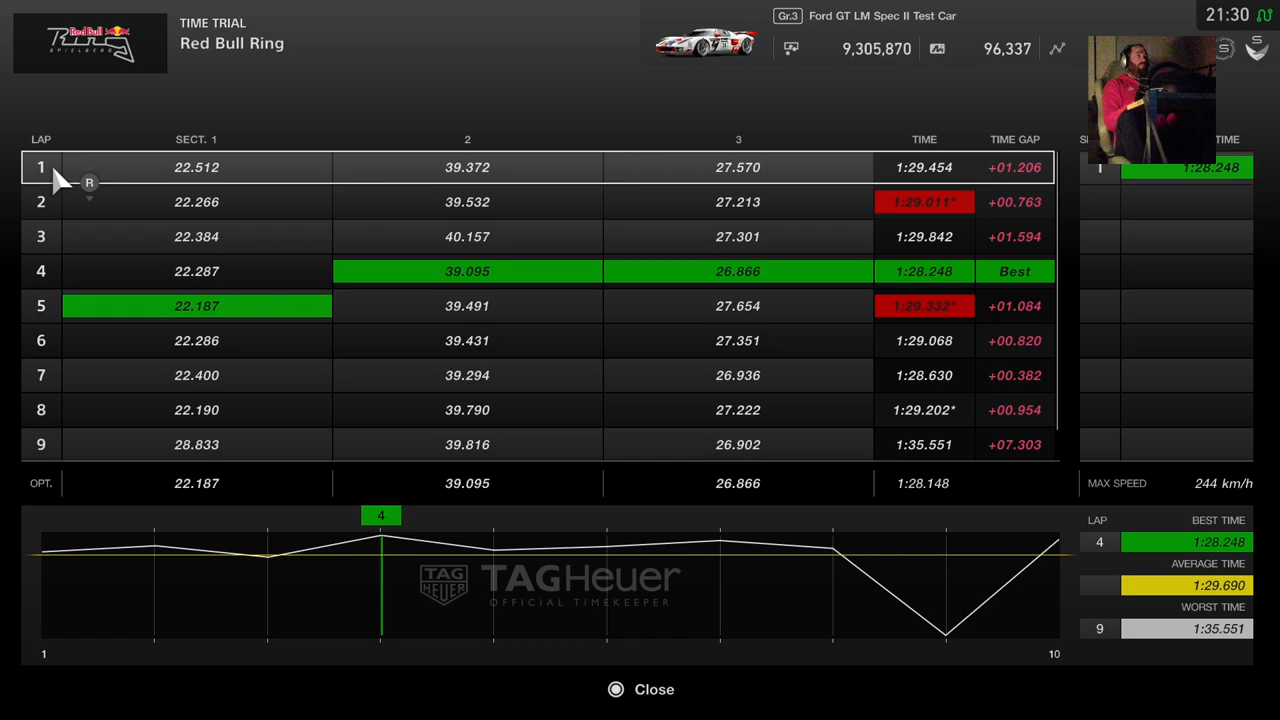 Red Bull
Ring
SPIELBERG
TIME TRIAL
Red Bull Ring
Gr.3 Ford GT LM Spec II Test Car
9,305,870 96,337
21:30
S S
LAP SECT. 1 2 3 TIME TIME GAP TIME
1 22.512 39.372 27.570 1:29.454 +01.206 1 1:28.248
R
2 22.266 39.532 27.213 1:29.011* +00.763
3 22.384 40.157 27.301 1:29.842 +01.594
4 22.287 39.095 26.866 1:28.248 Best
5 22.187 39.491 27.654 1:29.332* +01.084
6 22.286 39.431 27.351 1:29.068 +00.820
7 22.400 39.294 26.936 1:28.630 +00.382
8 22.190 39.790 27.222 1:29.202* +00.954
9 28.833 39.816 26.902 1:35.551 +07.303
OPT. 22.187 39.095 26.866 1:28.148 MAX SPEED 244 km/h
4
LAP BEST TIME
4 1:28.248
AVERAGE TIME
1:29.690
WORST TIME
9 1:35.551
TAG
HEUER
TAGHeuer
OFFICIAL TIMEKEEPER
1 10
Close